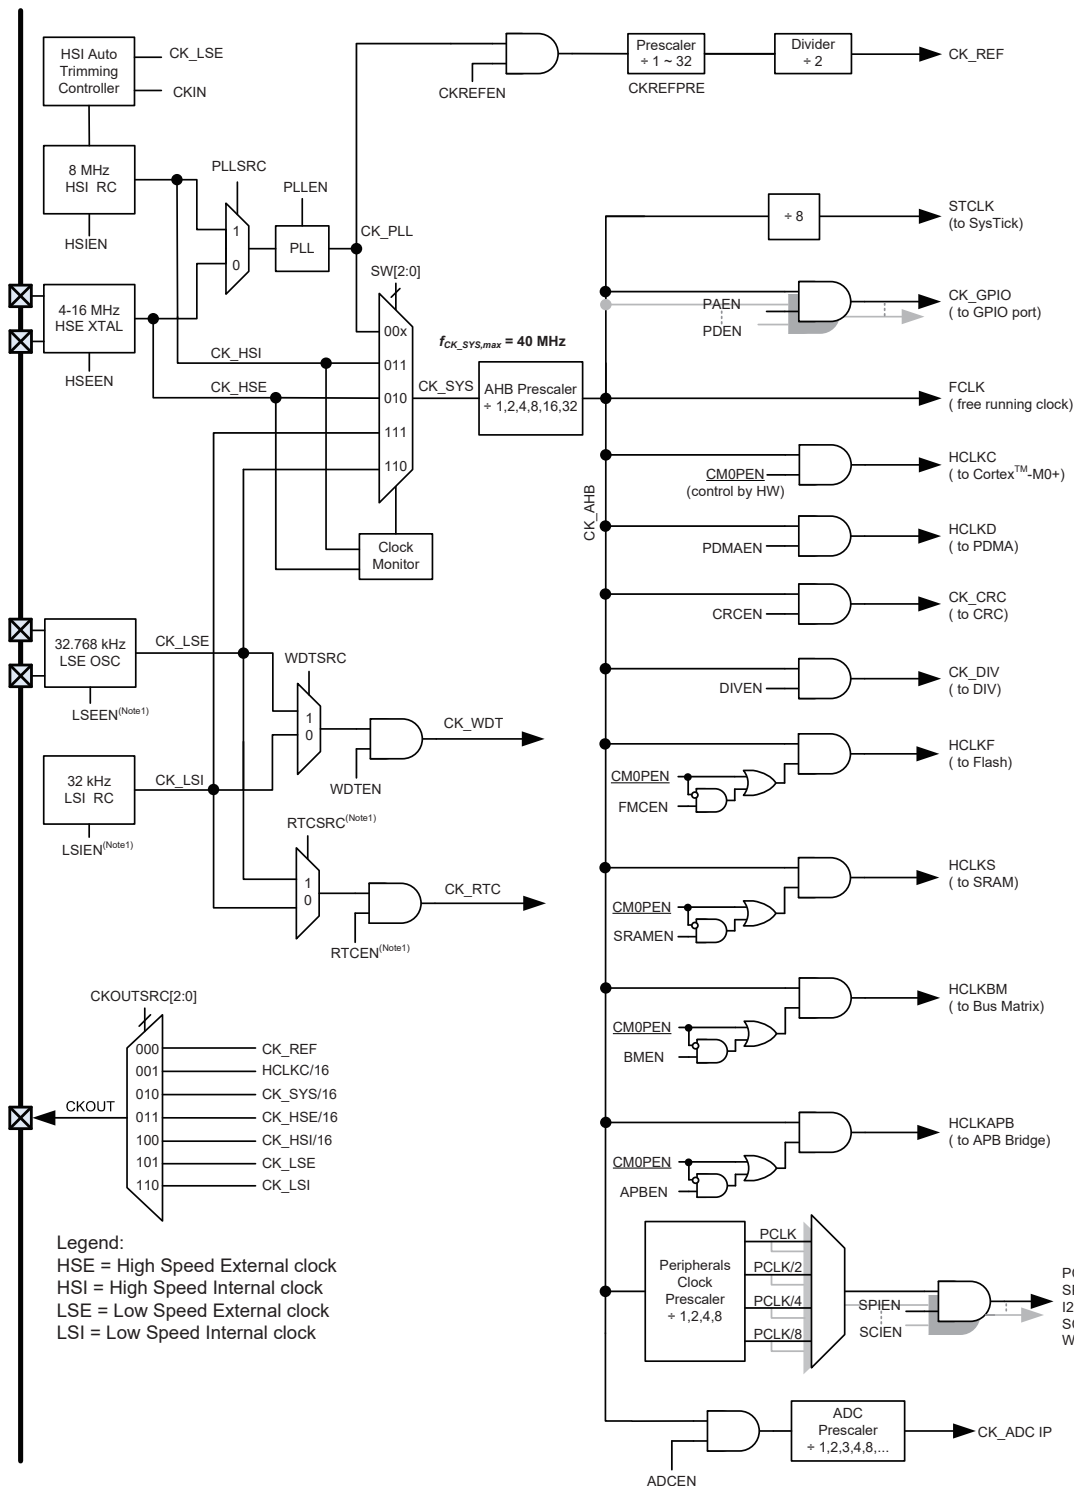 HSI Auto
Trimming
Controller
CK_LSE
CKIN
CKREFEN
Prescaler
÷ 1 ~ 32
CKREFPRE
Divider
÷ 2
CK_REF
8 MHz
HSI RC
HSIEN
PLLSRC
1
0
PLLEN
PLL
CK_PLL
÷ 8
STCLK
(to SysTick)
4-16 MHz
HSE XTAL
HSEEN
SW[2:0]
00x
011
010
111
110
CK_HSI
CK_HSE
CK_SYS
fCK_SYS,max = 40 MHz
AHB Prescaler
÷ 1,2,4,8,16,32
CK_AHB
PAEN
PDEN
CK_GPIO
( to GPIO port)
FCLK
( free running clock)
CM0PEN
(control by HW)
HCLKC
( to Cortex™-M0+)
Clock
Monitor
PDMAEN
HCLKD
( to PDMA)
CRCEN
CK_CRC
( to CRC)
32.768 kHz
LSE OSC
CK_LSE
LSEEN(Note1)
WDTSRC
1
0
WDTEN
CK_WDT
DIVEN
CK_DIV
( to DIV)
32 kHz
LSI RC
CK_LSI
LSIEN(Note1)
CM0PEN
FMCEN
HCLKF
( to Flash)
RTCSRC(Note1)
1
0
RTCEN(Note1)
CK_RTC
CM0PEN
SRAMEN
HCLKS
( to SRAM)
CKOUTSRC[2:0]
CKOUT
000 CK_REF
001 HCLKC/16
010 CK_SYS/16
011 CK_HSE/16
100 CK_HSI/16
101 CK_LSE
110 CK_LSI
CM0PEN
BMEN
HCLKBM
( to Bus Matrix)
CM0PEN
APBEN
HCLKAPB
( to APB Bridge)
Legend:
HSE = High Speed External clock
HSI = High Speed Internal clock
LSE = Low Speed External clock
LSI = Low Speed Internal clock
Peripherals
Clock
Prescaler
÷ 1,2,4,8
PCLK
PCLK/2
PCLK/4
PCLK/8
SPIEN
SCIEN
ADCEN
ADC
Prescaler
÷ 1,2,3,4,8,...
CK_ADC IP